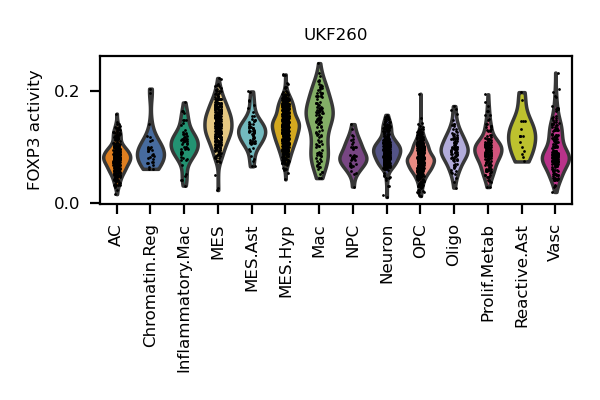 UKF260
FOXP3 activity
0.2
0.0
AC
Chromatin.Reg
Inflammatory.Mac
MES
MES.Ast
MES.Hyp
Mac
NPC
Neuron
OPC
Oligo
Prolif.Metab
Reactive.Ast
Vasc